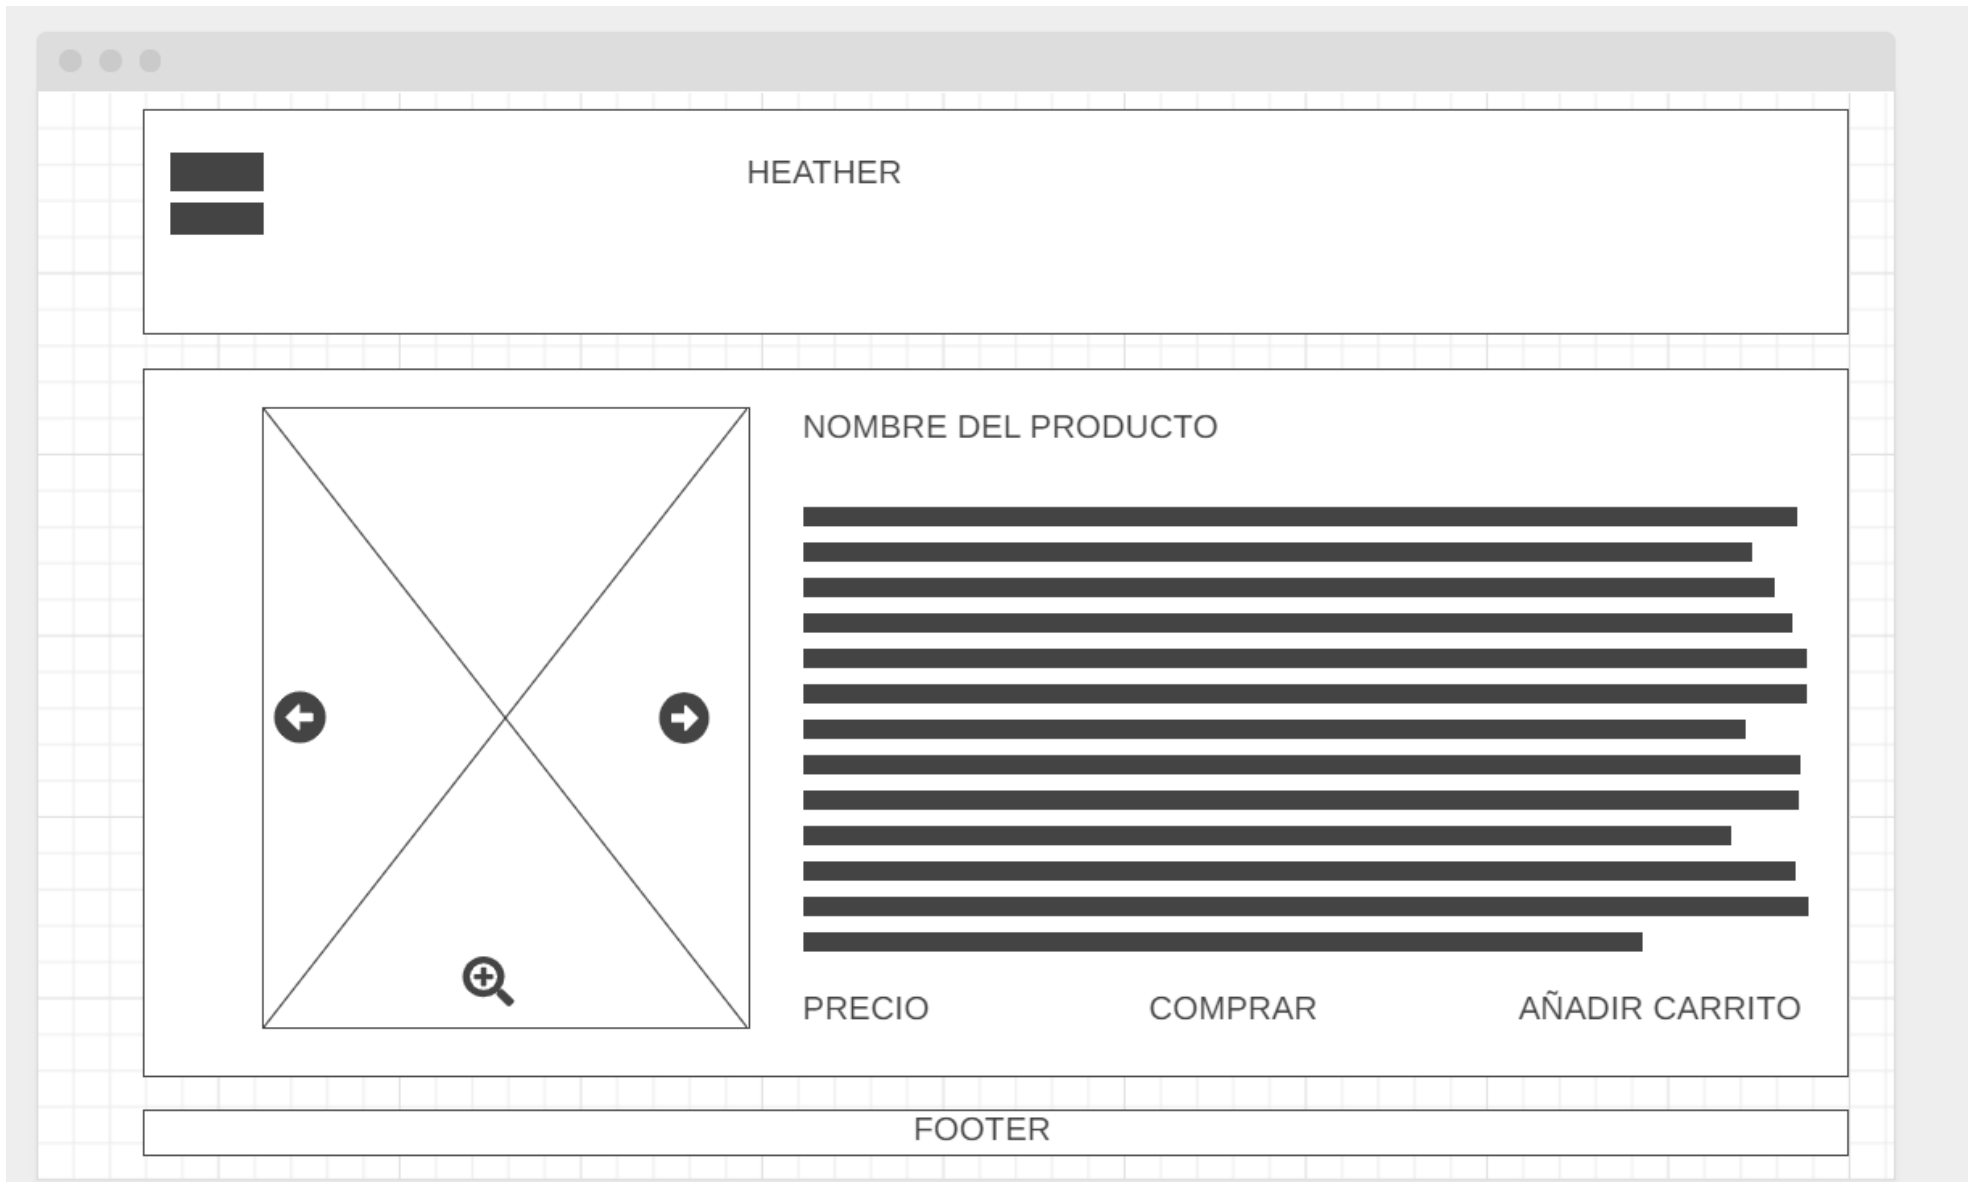 HEATHER
NOMBRE DEL PRODUCTO
PRECIO
COMPRAR
AÑADIR CARRITO
FOOTER